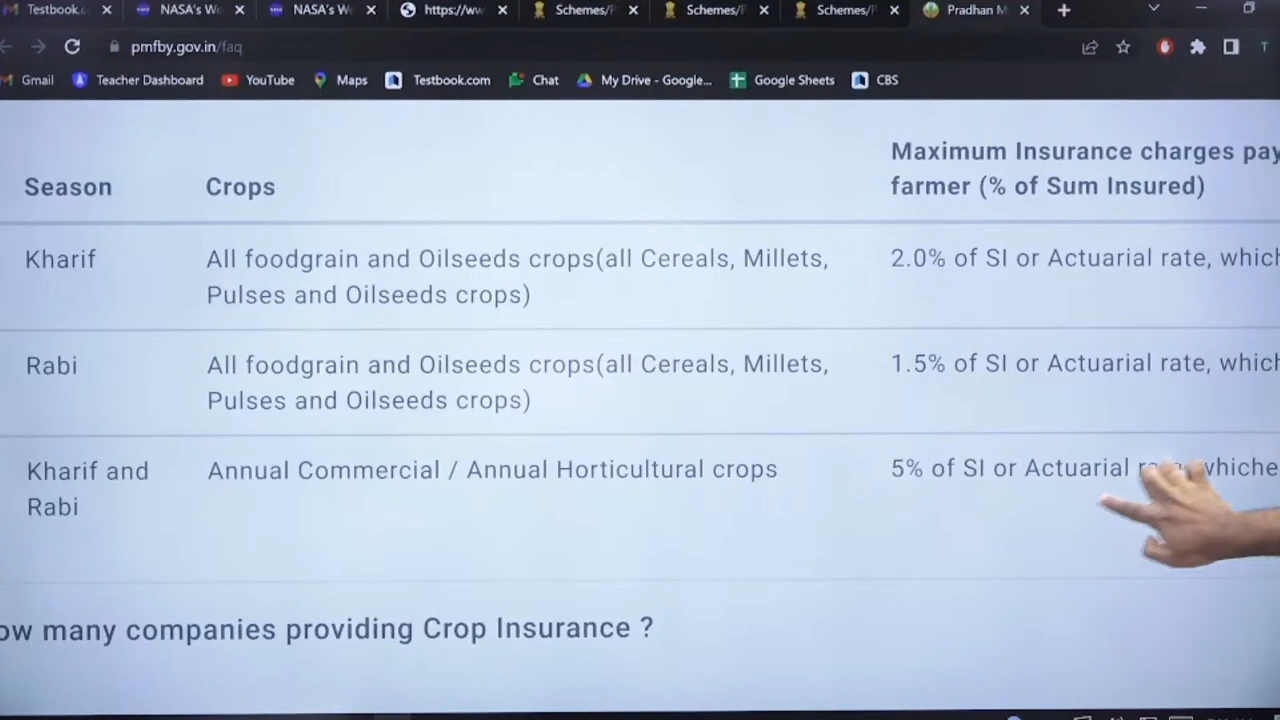 Testbook.c NASA's W NASA's W https://ww Schemes/P Schemes/P Schemes/P Pradhan M
pmfby.gov.in/faq
Gmail Teacher Dashboard YouTube Maps Testbook.com Chat My Drive - Google... Google Sheets CBS
Maximum Insurance charges pay
Season Crops farmer (% of Sum Insured)
Kharif All foodgrain and Oilseeds crops(all Cereals, Millets, 2.0% of SI or Actuarial rate, which
Pulses and Oilseeds crops)
Rabi All foodgrain and Oilseeds crops(all Cereals, Millets, 1.5% of SI or Actuarial rate, which
Pulses and Oilseeds crops)
Kharif and Annual Commercial / Annual Horticultural crops 5% of SI or Actuarial whiche
Rabi
ow many companies providing Crop Insurance ?